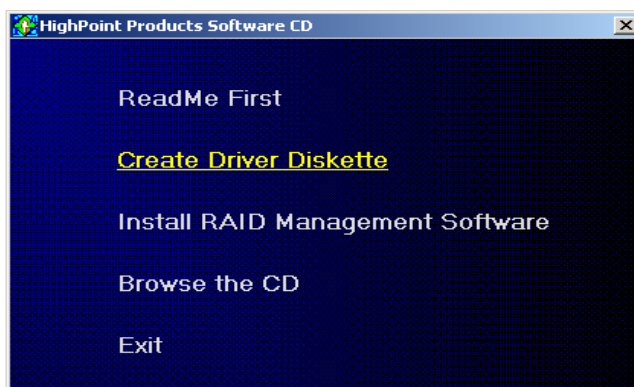 HighPoint Products Software CD
ReadMe First
Create Driver Diskette
Install RAID Management Software
Browse the CD
Exit